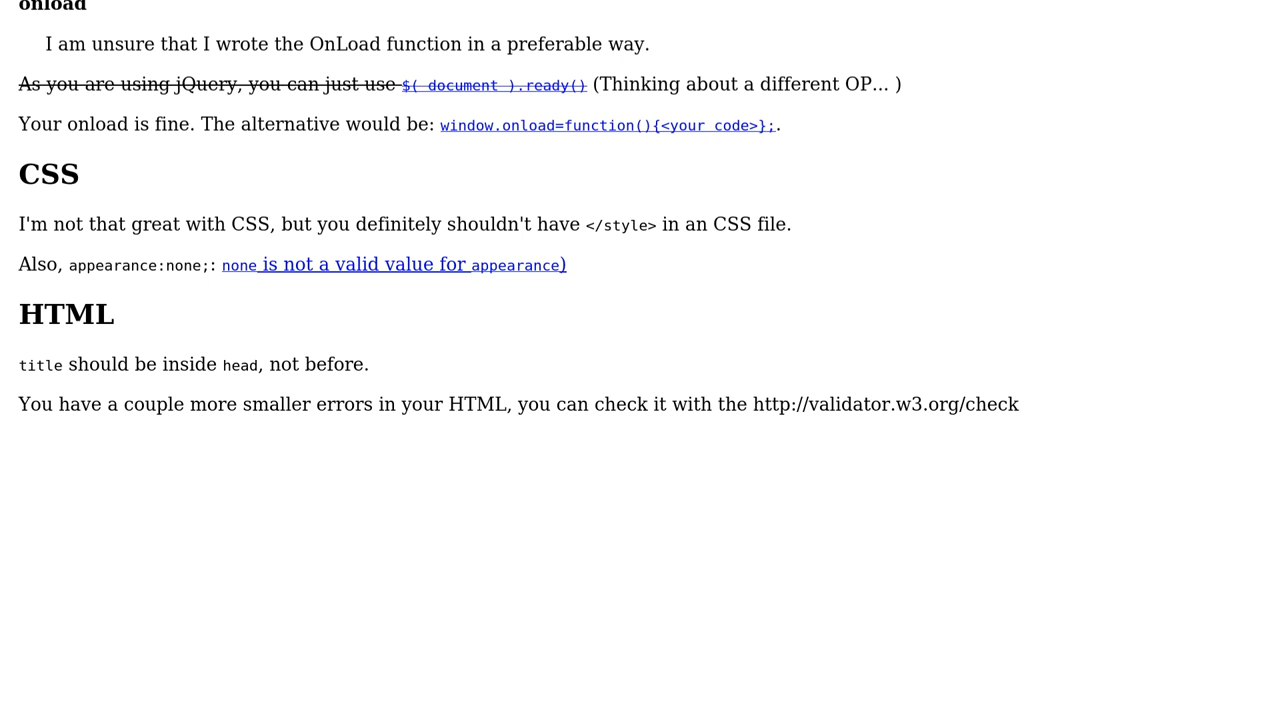 onload
I am unsure that I wrote the OnLoad function in a preferable way.
As you are using jQuery, you can just use $( document ).ready() (Thinking about a different OP... )
Your onload is fine. The alternative would be: window.onload=function(){<your code>};.
CSS
I'm not that great with CSS, but you definitely shouldn't have </style> in an CSS file.
Also, appearance:none;: none is not a valid value for appearance)
HTML
title should be inside head, not before.
You have a couple more smaller errors in your HTML, you can check it with the http://validator.w3.org/check